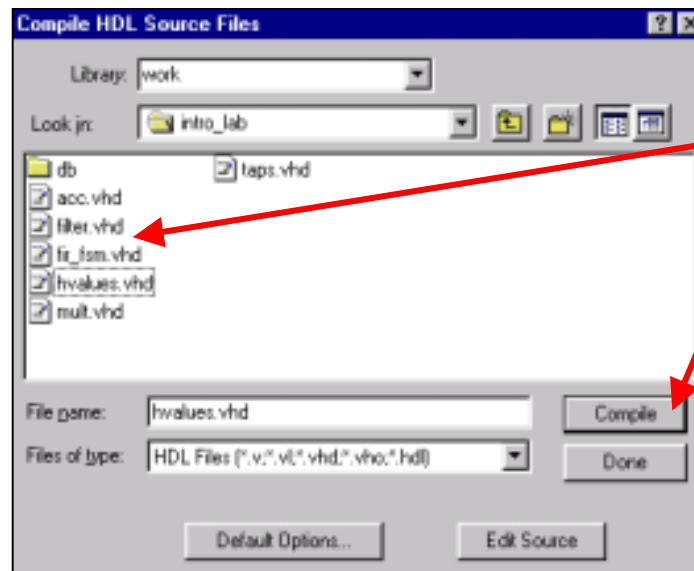 Compile HDL Source Files
Library: work
Look in: intro_lab
db
acc.vhd
filter.vhd
fir_fsm.vhd
hvalues.vhd
mult.vhd
taps.vhd
File name: hvalues.vhd
Compile
Files of type: HDL Files (*.v;*.vl;*.vhd;*.vho;*.hdl)
Done
Default Options...
Edit Source